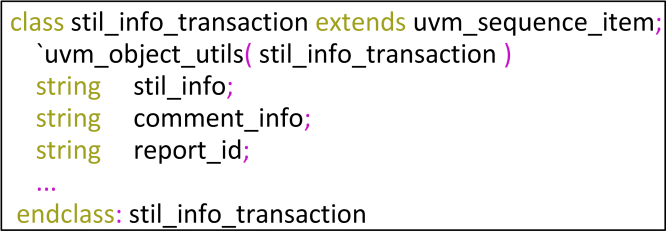 class stil_info_transaction extends uvm_sequence_item;
`uvm_object_utils( stil_info_transaction )
string stil_info;
string comment_info;
string report_id;
...
endclass: stil_info_transaction